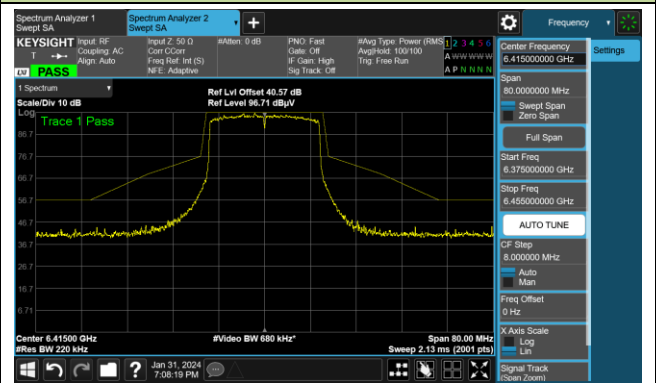 Spectrum Analyzer 1
Swept SA
Spectrum Analyzer 2
Swept SA
Frequency
KEYSIGHT
LXI
PASS
Input: RF
Coupling: AC
Align: Auto
Input Z: 50 Ω
Corr CCorr
Freq Ref: Int (S)
NFE: Adaptive
#Atten: 0 dB
PNO: Fast
Gate: Off
IF Gain: High
Sig Track: Off
#Avg Type: Power (RMS
Avg|Hold: 100/100
Trig: Free Run
1 2 3 4 5 6
A W W W W W
A P N N N N
Center Frequency
6.415000000 GHz
Settings
Span
80.0000000 MHz
Swept Span
Zero Span
Full Span
Start Freq
6.375000000 GHz
Stop Freq
6.455000000 GHz
AUTO TUNE
CF Step
8.000000 MHz
Auto
Man
Freq Offset
0 Hz
X Axis Scale
Log
Lin
Signal Track
(Span Zoom)
1 Spectrum
Scale/Div 10 dB
Ref Lvl Offset 40.57 dB
Ref Level 96.71 dBµV
Log
Trace 1 Pass
86.7
76.7
66.7
56.7
46.7
36.7
26.7
16.7
6.71
Center 6.41500 GHz
#Res BW 220 kHz
#Video BW 680 kHz*
Span 80.00 MHz
Sweep 2.13 ms (2001 pts)
Jan 31, 2024
7:08:19 PM